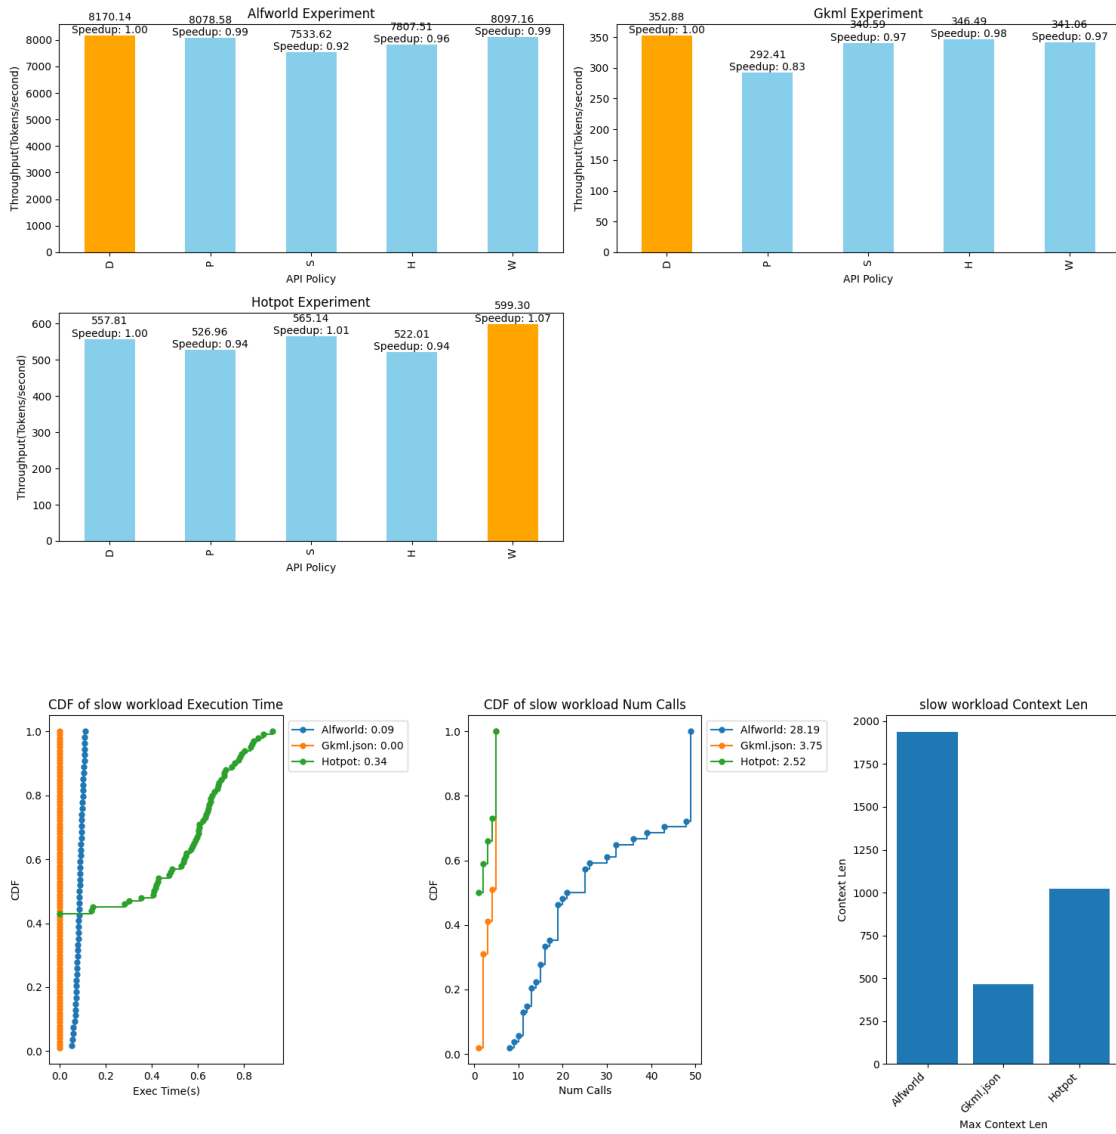 Alfworld Experiment
8170.14
Speedup: 1.00
8078.58
Speedup: 0.99
7533.62
Speedup: 0.92
7807.51
Speedup: 0.96
8097.16
Speedup: 0.99
Throughput(Tokens/second)
8000
7000
6000
5000
4000
3000
2000
1000
0
D
P
S
H
W
API Policy
Gkml Experiment
352.88
Speedup: 1.00
292.41
Speedup: 0.83
340.59
Speedup: 0.97
346.49
Speedup: 0.98
341.06
Speedup: 0.97
Throughput(Tokens/second)
350
300
250
200
150
100
50
0
D
P
S
H
W
API Policy
Hotpot Experiment
557.81
Speedup: 1.00
526.96
Speedup: 0.94
565.14
Speedup: 1.01
522.01
Speedup: 0.94
599.30
Speedup: 1.07
Throughput(Tokens/second)
600
500
400
300
200
100
0
D
P
S
H
W
API Policy
CDF of slow workload Execution Time
Alfworld: 0.09
Gkml.json: 0.00
Hotpot: 0.34
CDF
1.0
0.8
0.6
0.4
0.2
0.0
0.0 0.2 0.4 0.6 0.8
Exec Time(s)
CDF of slow workload Num Calls
Alfworld: 28.19
Gkml.json: 3.75
Hotpot: 2.52
CDF
1.0
0.8
0.6
0.4
0.2
0.0
0 10 20 30 40 50
Num Calls
slow workload Context Len
Context Len
2000
1750
1500
1250
1000
750
500
250
0
Alfworld
Gkml.json
Hotpot
Max Context Len